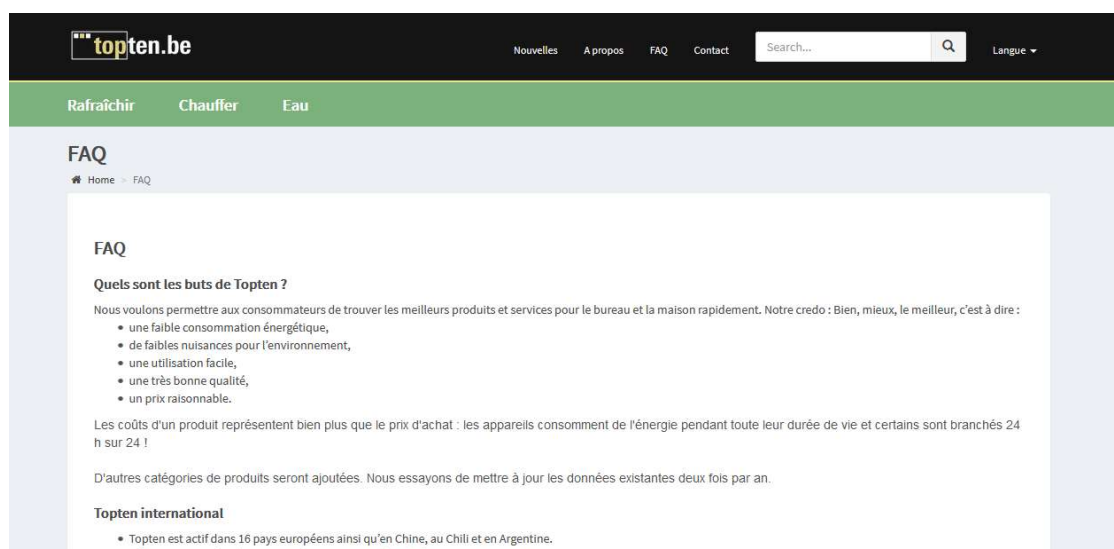 topten.be
Nouvelles A propos FAQ Contact Search... Langue
Rafraîchir Chauffer Eau
FAQ
Home > FAQ
FAQ
Quels sont les buts de Topten ?
Nous voulons permettre aux consommateurs de trouver les meilleurs produits et services pour le bureau et la maison rapidement. Notre credo : Bien, mieux, le meilleur, c'est à dire :
• une faible consommation énergétique,
• de faibles nuisances pour l'environnement,
• une utilisation facile,
• une très bonne qualité,
• un prix raisonnable.
Les coûts d'un produit représentent bien plus que le prix d'achat : les appareils consomment de l'énergie pendant toute leur durée de vie et certains sont branchés 24
h sur 24 !
D'autres catégories de produits seront ajoutées. Nous essayons de mettre à jour les données existantes deux fois par an.
Topten international
• Topten est actif dans 16 pays européens ainsi qu'en Chine, au Chili et en Argentine.